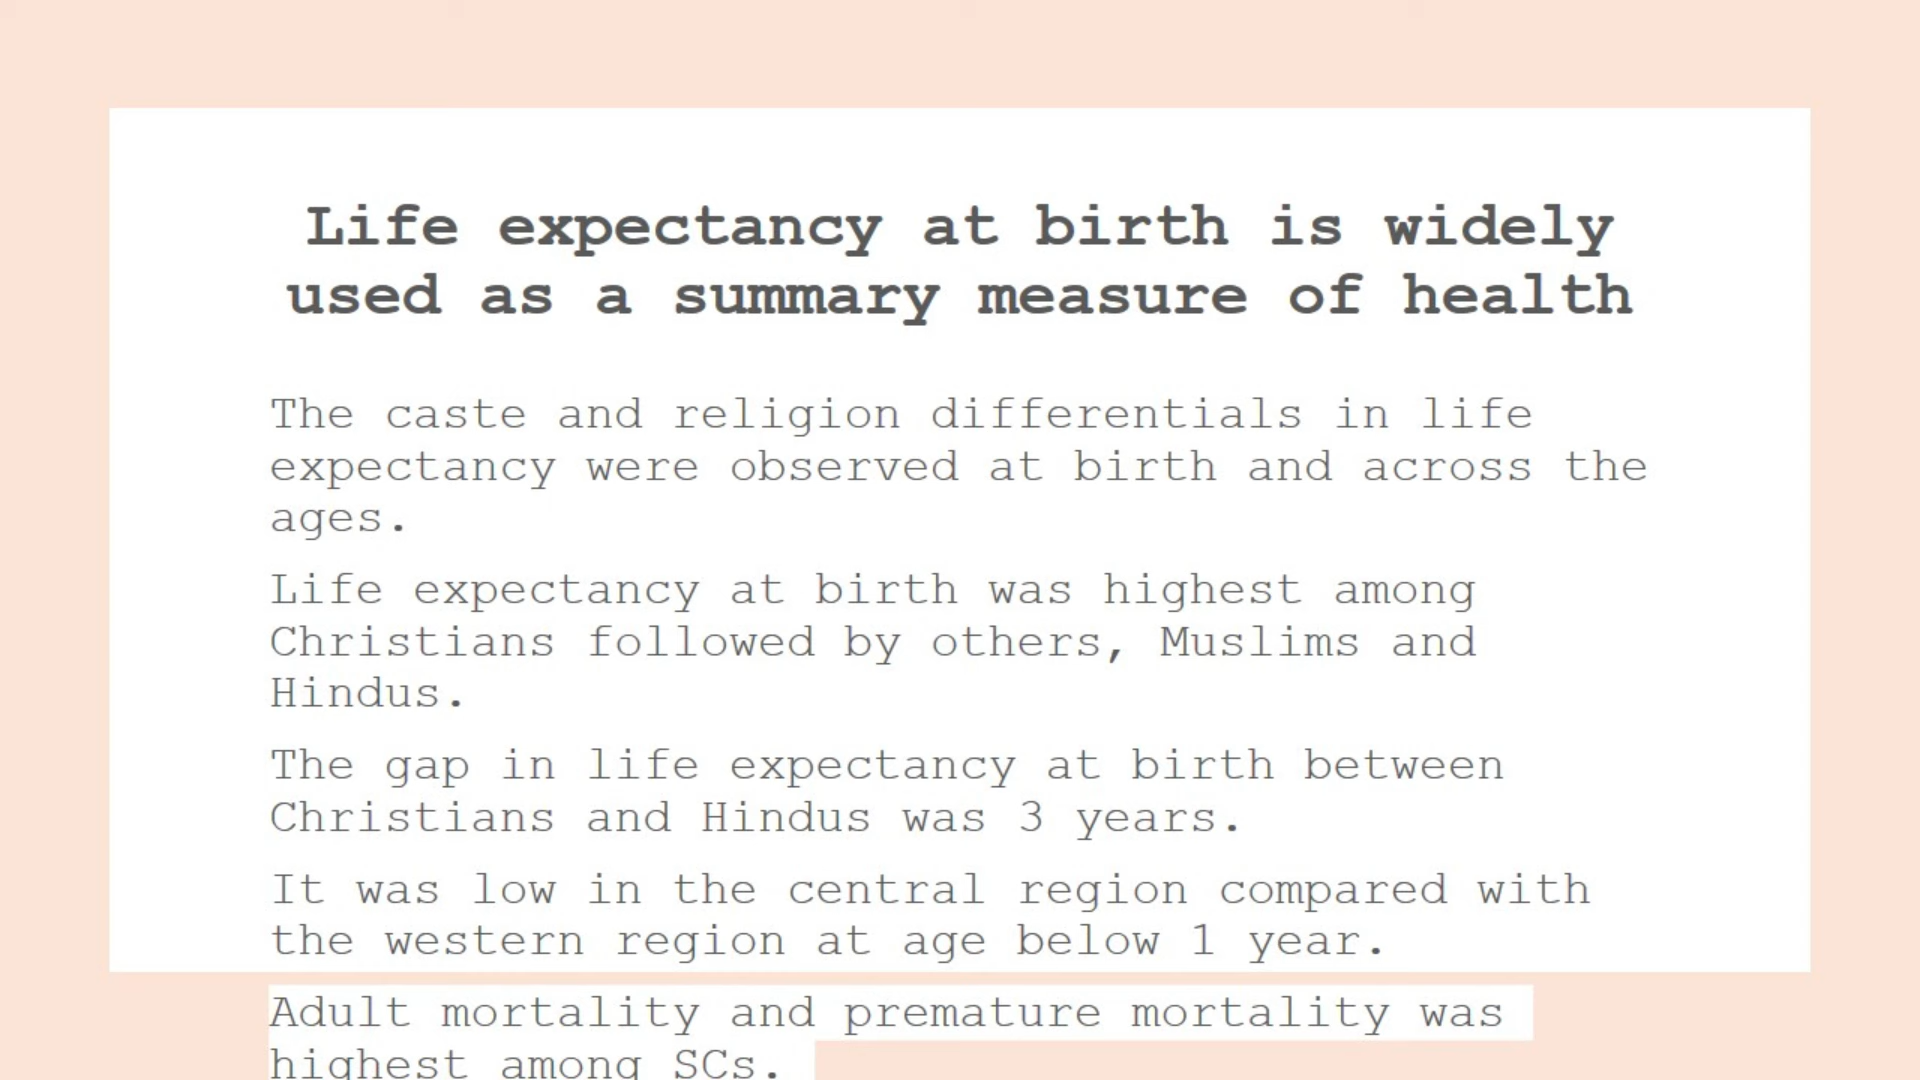 Life expectancy at birth is widely
used as a summary measure of health
The caste and religion differentials in life
expectancy were observed at birth and across the
ages.
Life expectancy at birth was highest among
Christians followed by others, Muslims and
Hindus.
The gap in life expectancy at birth between
Christians and Hindus was 3 years.
It was low in the central region compared with
the western region at age below 1 year.
Adult mortality and premature mortality was
highest among SCs.